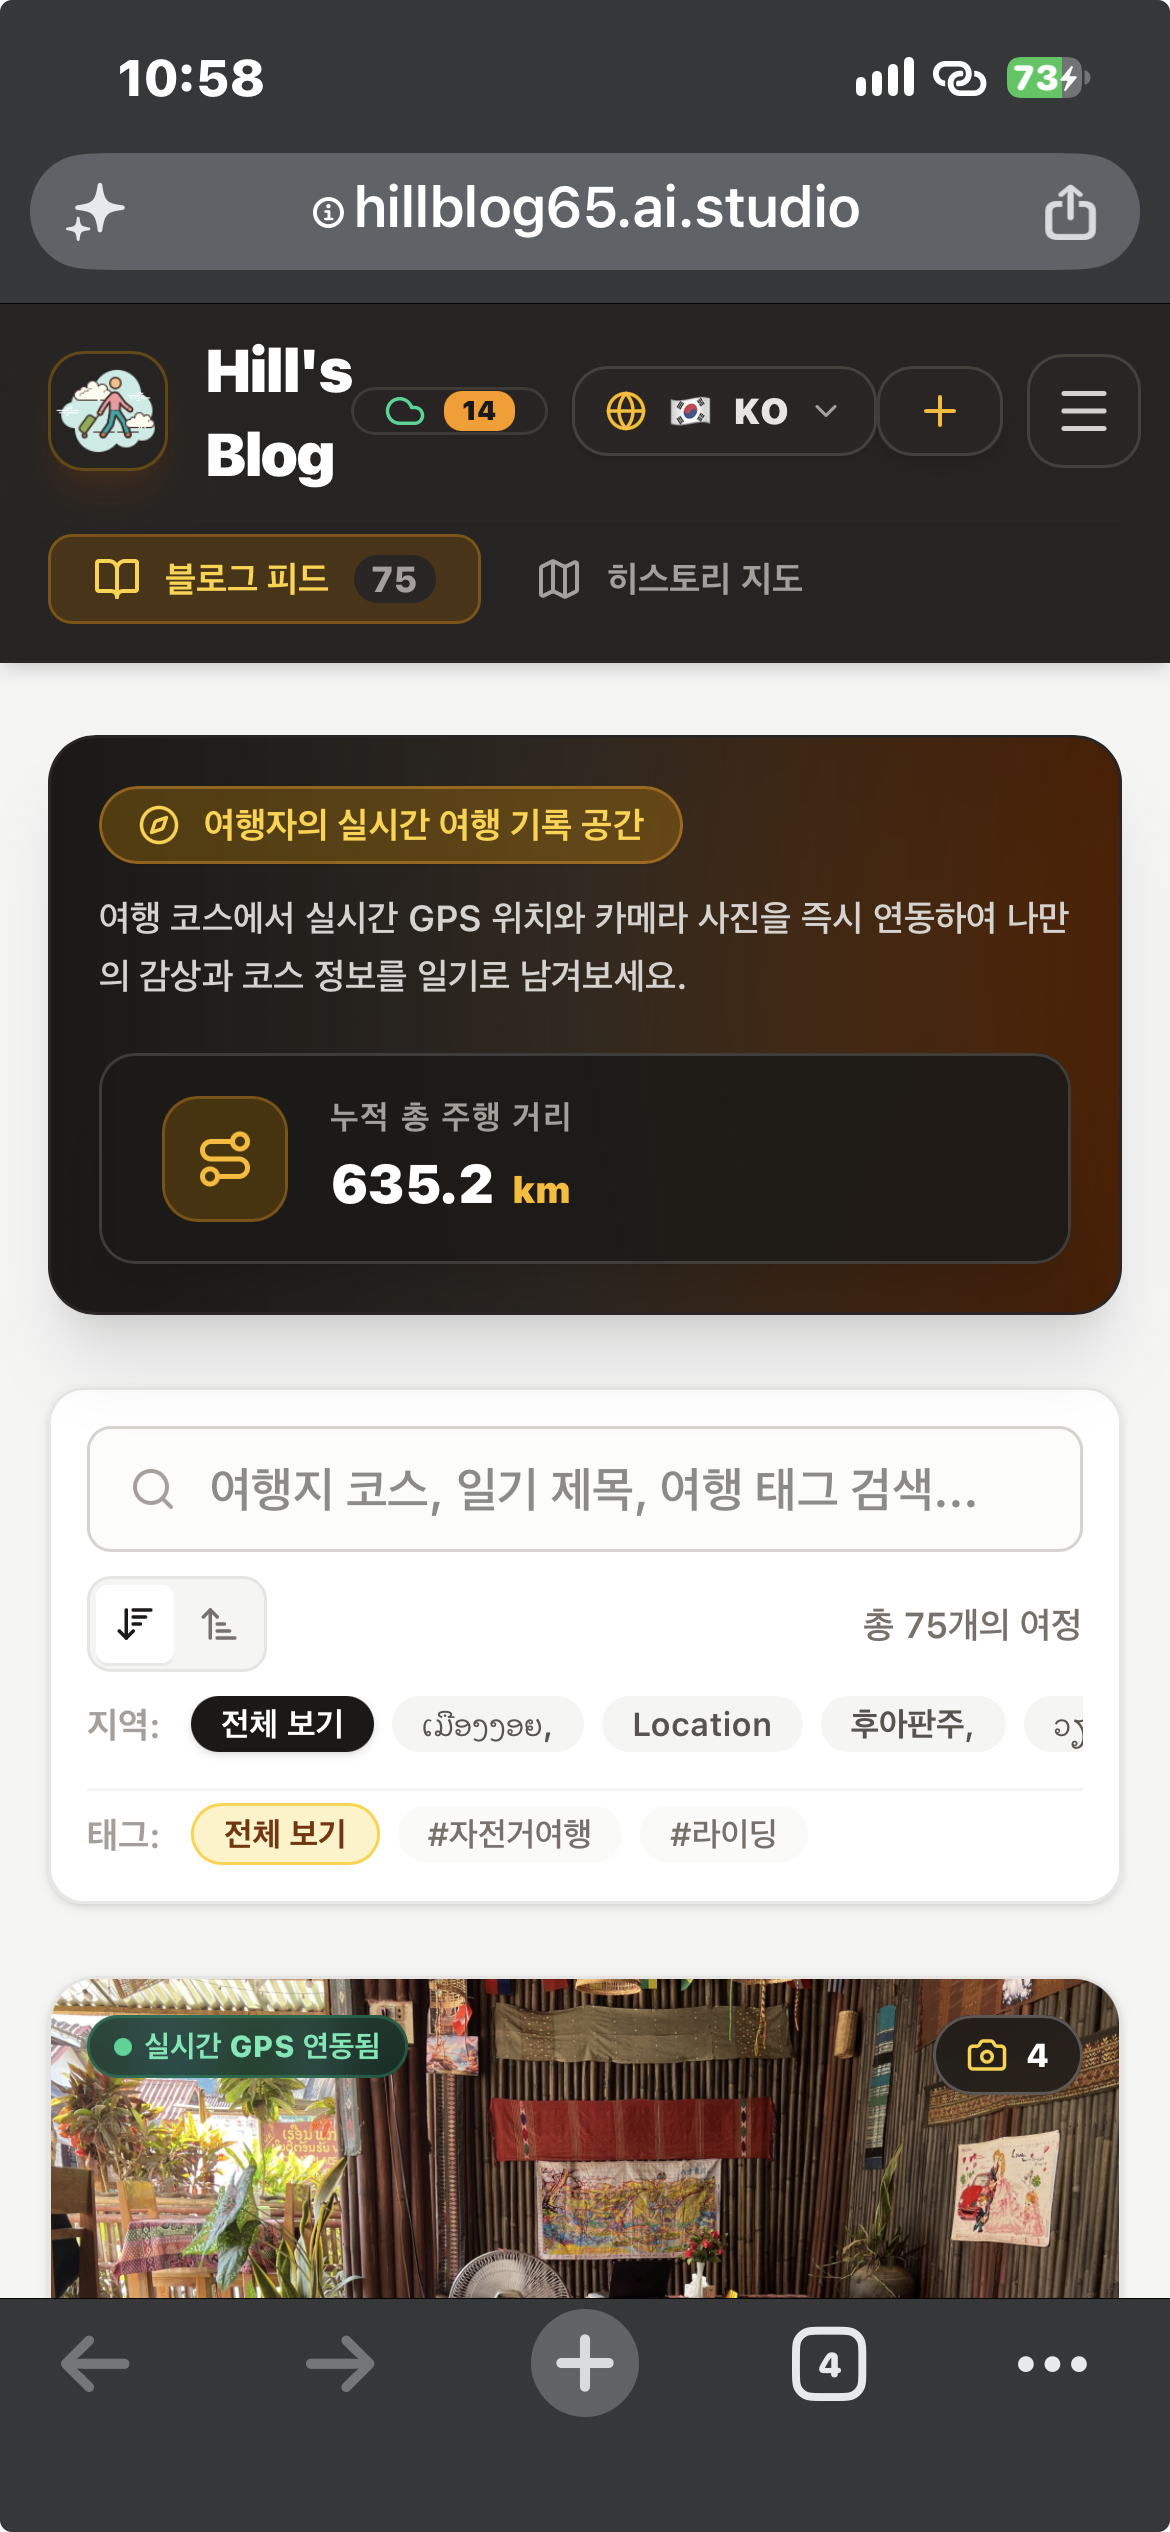 10:58
73
hillblog65.ai.studio
Hill's
Blog
14
KO
블로그 피드 75
히스토리 지도
여행자의 실시간 여행 기록 공간
여행 코스에서 실시간 GPS 위치와 카메라 사진을 즉시 연동하여 나만
의 감상과 코스 정보를 일기로 남겨보세요.
누적 총 주행 거리
635.2 km
여행지 코스, 일기 제목, 여행 태그 검색...
총 75개의 여정
지역: 전체 보기 ເມືອງງອຍ, Location 후아판주,
태그: 전체 보기 #자전거여행 #라이딩
실시간 GPS 연동됨
4
4